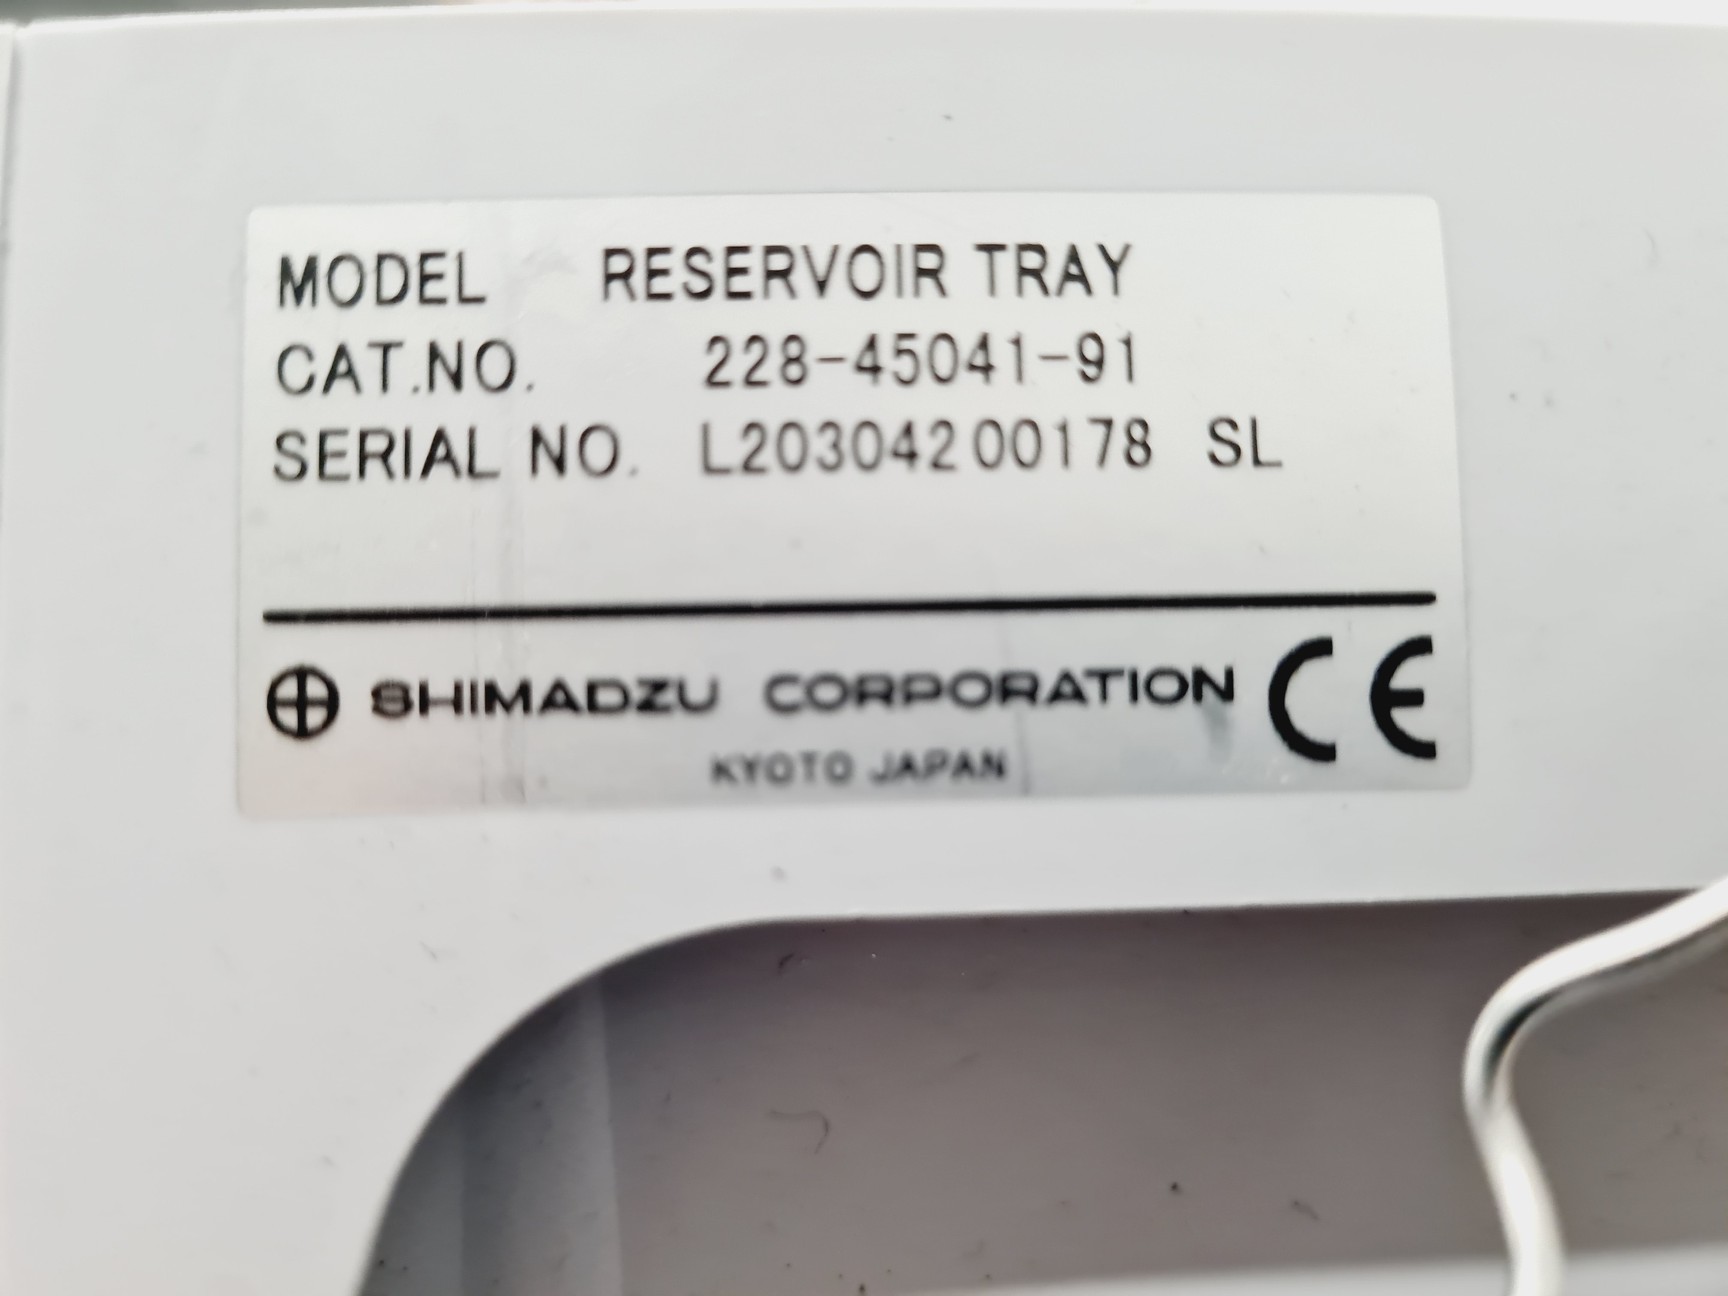 MODEL RESERVOIR TRAY
CAT.NO. 228-45041-91
SERIAL NO. L20304200178 SL
SHIMADZU CORPORATION CE
KYOTO JAPAN